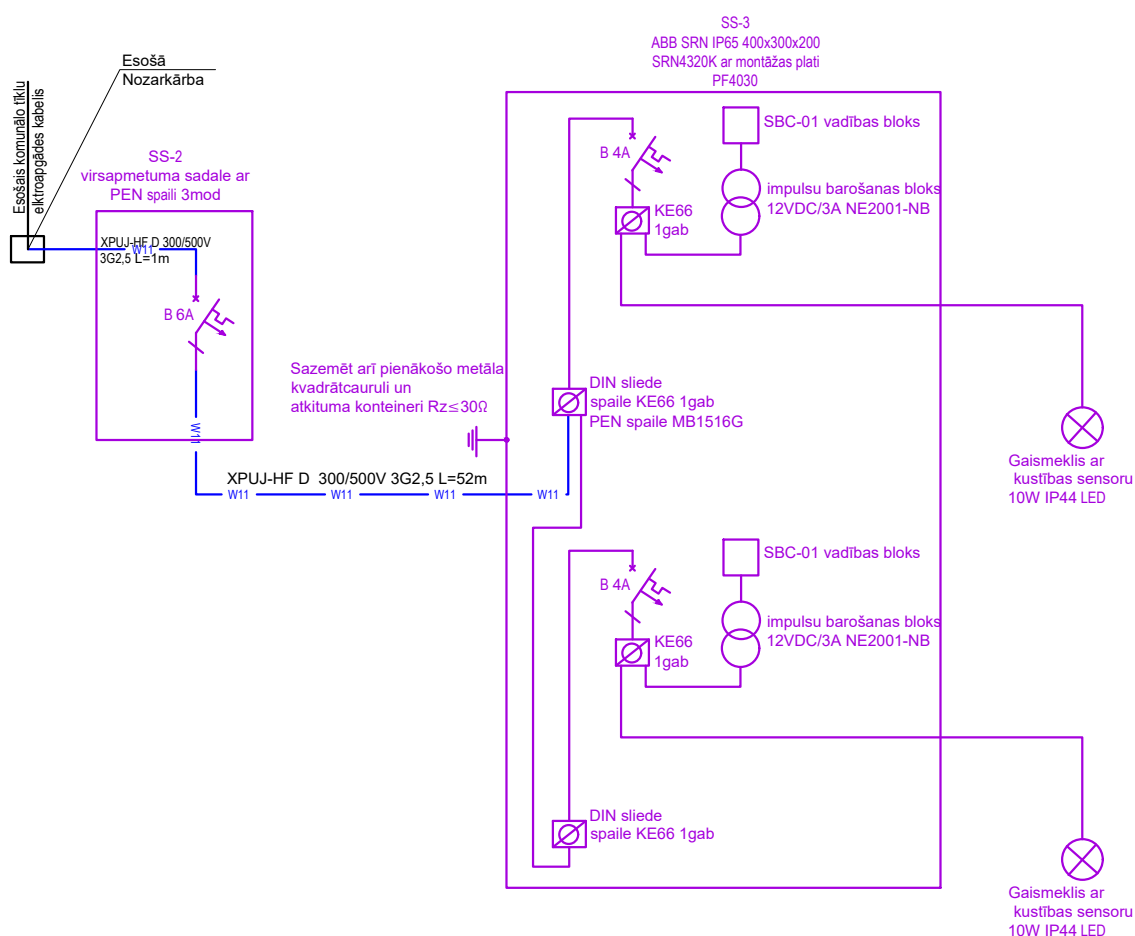 SS-3
ABB SRN IP65 400x300x200
SRN4320K ar montāžas plati
PF4030
Esošā
Nozarkārba
Esošais komunālo tīklu
elktroapgādes kabelis
SS-2
virsapmetuma sadale ar
PEN spaili 3mod
XPUJ-HF D 300/500V
W11
3G2,5 L=1m
B 6A
W11
B 4A
SBC-01 vadības bloks
impulsu barošanas bloks
12VDC/3A NE2001-NB
KE66
1gab
Sazemēt arī pienākošo metāla
kvadrātcauruli un
atkituma konteineri Rz≤30Ω
DIN sliede
spaile KE66 1gab
PEN spaile MB1516G
XPUJ-HF D 300/500V 3G2,5 L=52m
W11 W11 W11 W11
Gaismeklis ar
kustības sensoru
10W IP44 LED
B 4A
SBC-01 vadības bloks
impulsu barošanas bloks
12VDC/3A NE2001-NB
KE66
1gab
DIN sliede
spaile KE66 1gab
Gaismeklis ar
kustības sensoru
10W IP44 LED